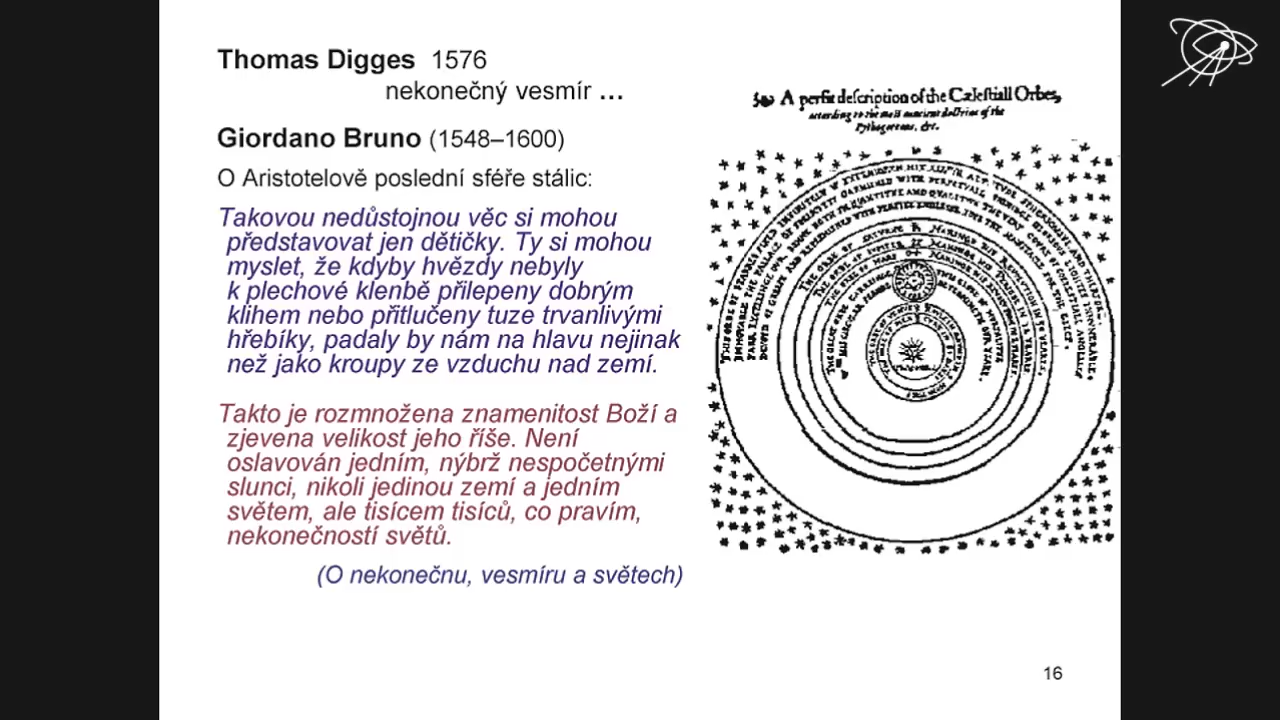 Thomas Digges 1576
nekonečný vesmír ...
Giordano Bruno (1548–1600)
O Aristotelově poslední sféře stálic:
Takovou nedůstojnou věc si mohou
představovat jen dětičky. Ty si mohou
myslet, že kdyby hvězdy nebyly
k plechové klenbě přilepeny dobrým
klihem nebo přitlučeny tuze trvanlivými
hřebíky, padaly by nám na hlavu nejinak
než jako kroupy ze vzduchu nad zemí.
Takto je rozmnožena znamenitost Boží a
zjevena velikost jeho říše. Není
oslavován jedním, nýbrž nespočetnými
slunci, nikoli jedinou zemí a jedním
světem, ale tisícem tisíců, co pravím,
nekonečností světů.
(O nekonečnu, vesmíru a světech)
A perfit description of the Cælestiall Orbes,
according to the most auncient doctrine of the
Pythagoreans, &c.
16